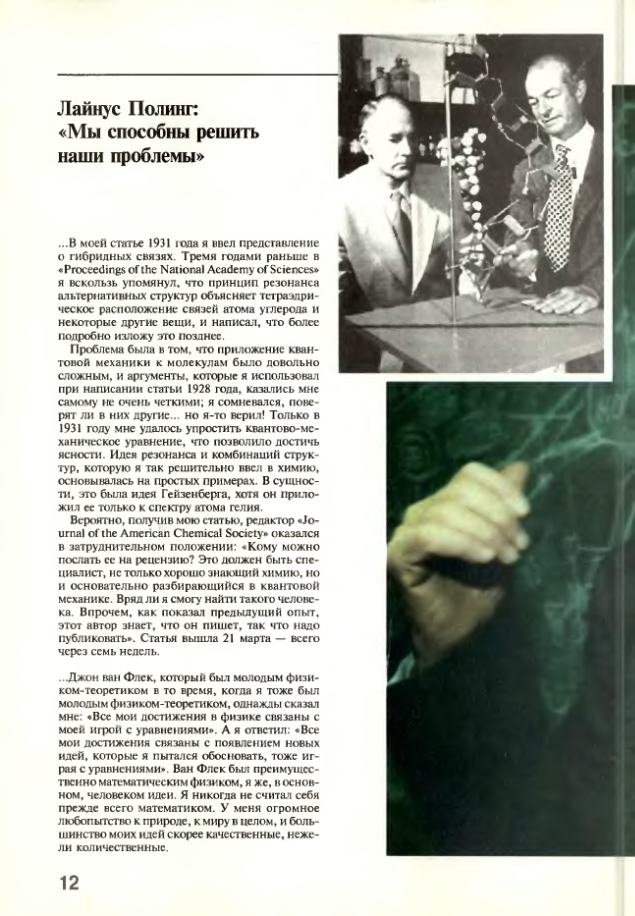 Лайнус Полинг:
«Мы способны решить
наши проблемы»
...В моей статье 1931 года я ввел представление
о гибридных связях. Тремя годами раньше в
«Proceedings of the National Academy of Sciences»
я вскользь упомянул, что принцип резонанса
альтернативных структур объясняет тетраэдри-
ческое расположение связей атома углерода и
некоторые другие вещи, и написал, что более
подробно изложу это позднее.
Проблема была в том, что приложение кван-
товой механики к молекулам было довольно
сложным, и аргументы, которые я использовал
при написании статьи 1928 года, казались мне
самому не очень четкими; я сомневался, пове-
рят ли в них другие... но я-то верил! Только в
1931 году мне удалось упростить квантово-ме-
ханическое уравнение, что позволило достичь
ясности. Идея резонанса и комбинаций струк-
тур, которую я так решительно ввел в химию,
основывалась на простых примерах. В сущнос-
ти, это была идея Гейзенберга, хотя он прило-
жил ее только к спектру атома гелия.
Вероятно, получив мою статью, редактор «Jo-
urnal of the American Chemical Society» оказался
в затруднительном положении: «Кому можно
послать ее на рецензию? Это должен быть спе-
циалист, не только хорошо знающий химию, но
и основательно разбирающийся в квантовой
механике. Вряд ли я смогу найти такого челове-
ка. Впрочем, как показал предыдущий опыт,
этот автор знает, что он пишет, так что надо
публиковать». Статья вышла 21 марта — всего
через семь недель.
...Джон ван Флек, который был молодым физи-
ком-теоретиком в то время, когда я тоже был
молодым физиком-теоретиком, однажды сказал
мне: «Все мои достижения в физике связаны с
моей игрой с уравнениями». А я ответил: «Все
мои достижения связаны с появлением новых
идей, которые я пытался обосновать, тоже иг-
рая с уравнениями». Ван Флек был преимущес-
твенно математическим физиком, я же, в основ-
ном, человеком идеи. Я никогда не считал себя
прежде всего математиком. У меня огромное
любопытство к природе, к миру в целом, и боль-
шинство моих идей скорее качественные, неже-
ли количественные.
12